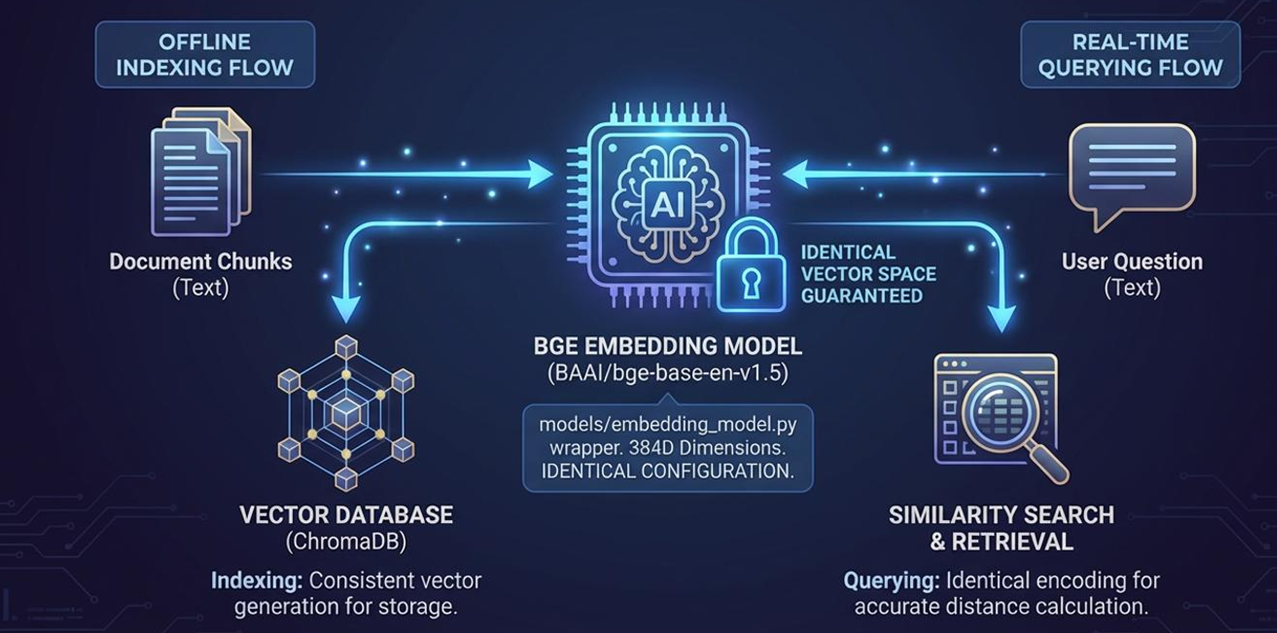 OFFLINE
INDEXING FLOW
REAL-TIME
QUERYING FLOW
Document Chunks
(Text)
AI
IDENTICAL
VECTOR SPACE
GUARANTEED
User Question
(Text)
BGE EMBEDDING MODEL
(BAAI/bge-base-en-v1.5)
models/embedding_model.py
wrapper. 384D Dimensions.
IDENTICAL CONFIGURATION.
VECTOR DATABASE
(ChromaDB)
Indexing: Consistent vector
generation for storage.
SIMILARITY SEARCH
& RETRIEVAL
Querying: Identical encoding for
accurate distance calculation.